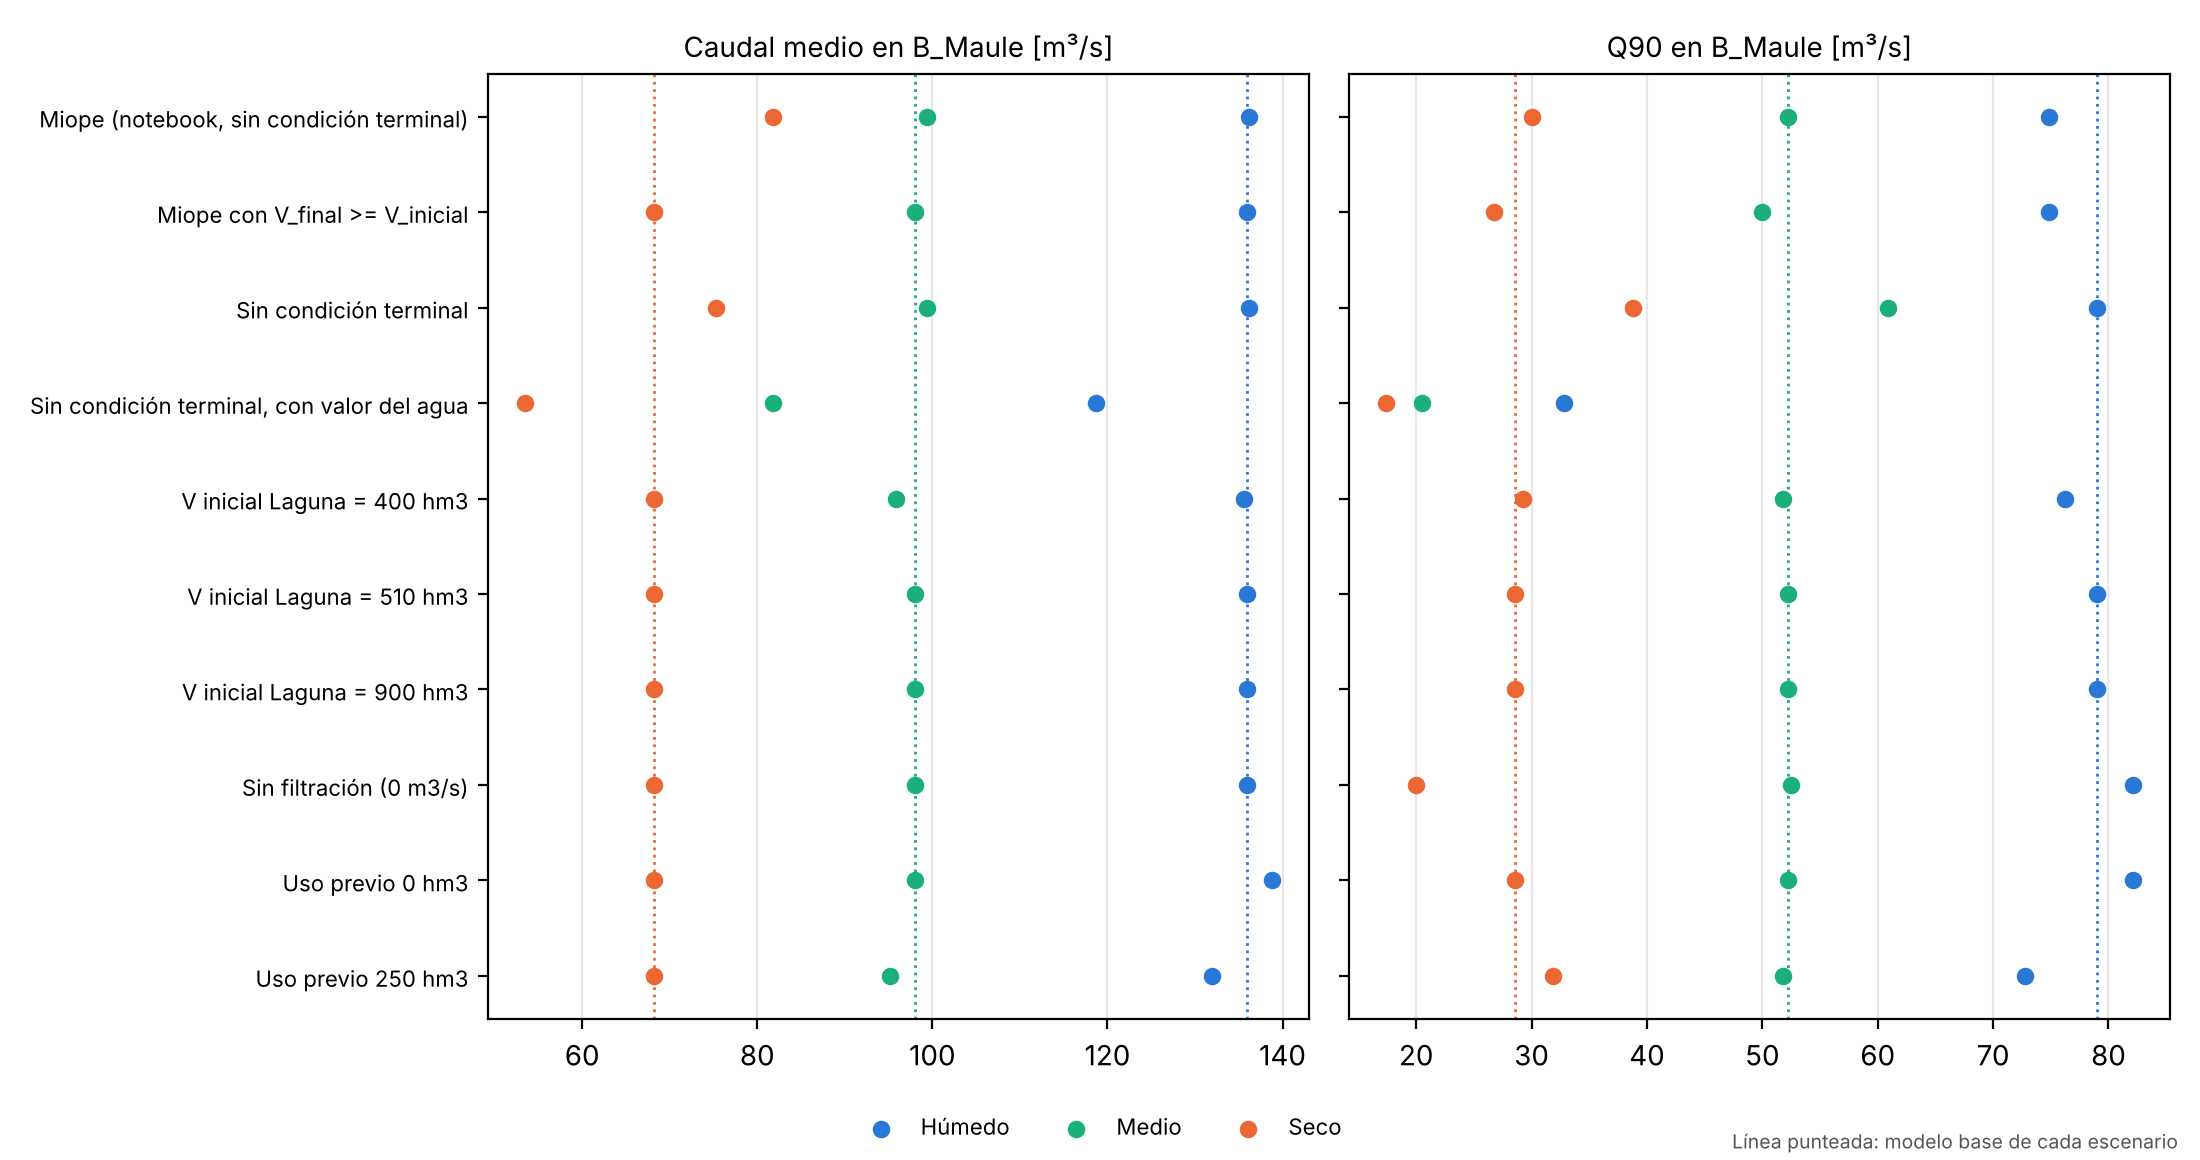 Caudal medio en B_Maule [m³/s]
Q90 en B_Maule [m³/s]
Miope (notebook, sin condición terminal)
Miope con V_final >= V_inicial
Sin condición terminal
Sin condición terminal, con valor del agua
V inicial Laguna = 400 hm3
V inicial Laguna = 510 hm3
V inicial Laguna = 900 hm3
Sin filtración (0 m3/s)
Uso previo 0 hm3
Uso previo 250 hm3
60 80 100 120 140
20 30 40 50 60 70 80
Húmedo Medio Seco
Línea punteada: modelo base de cada escenario